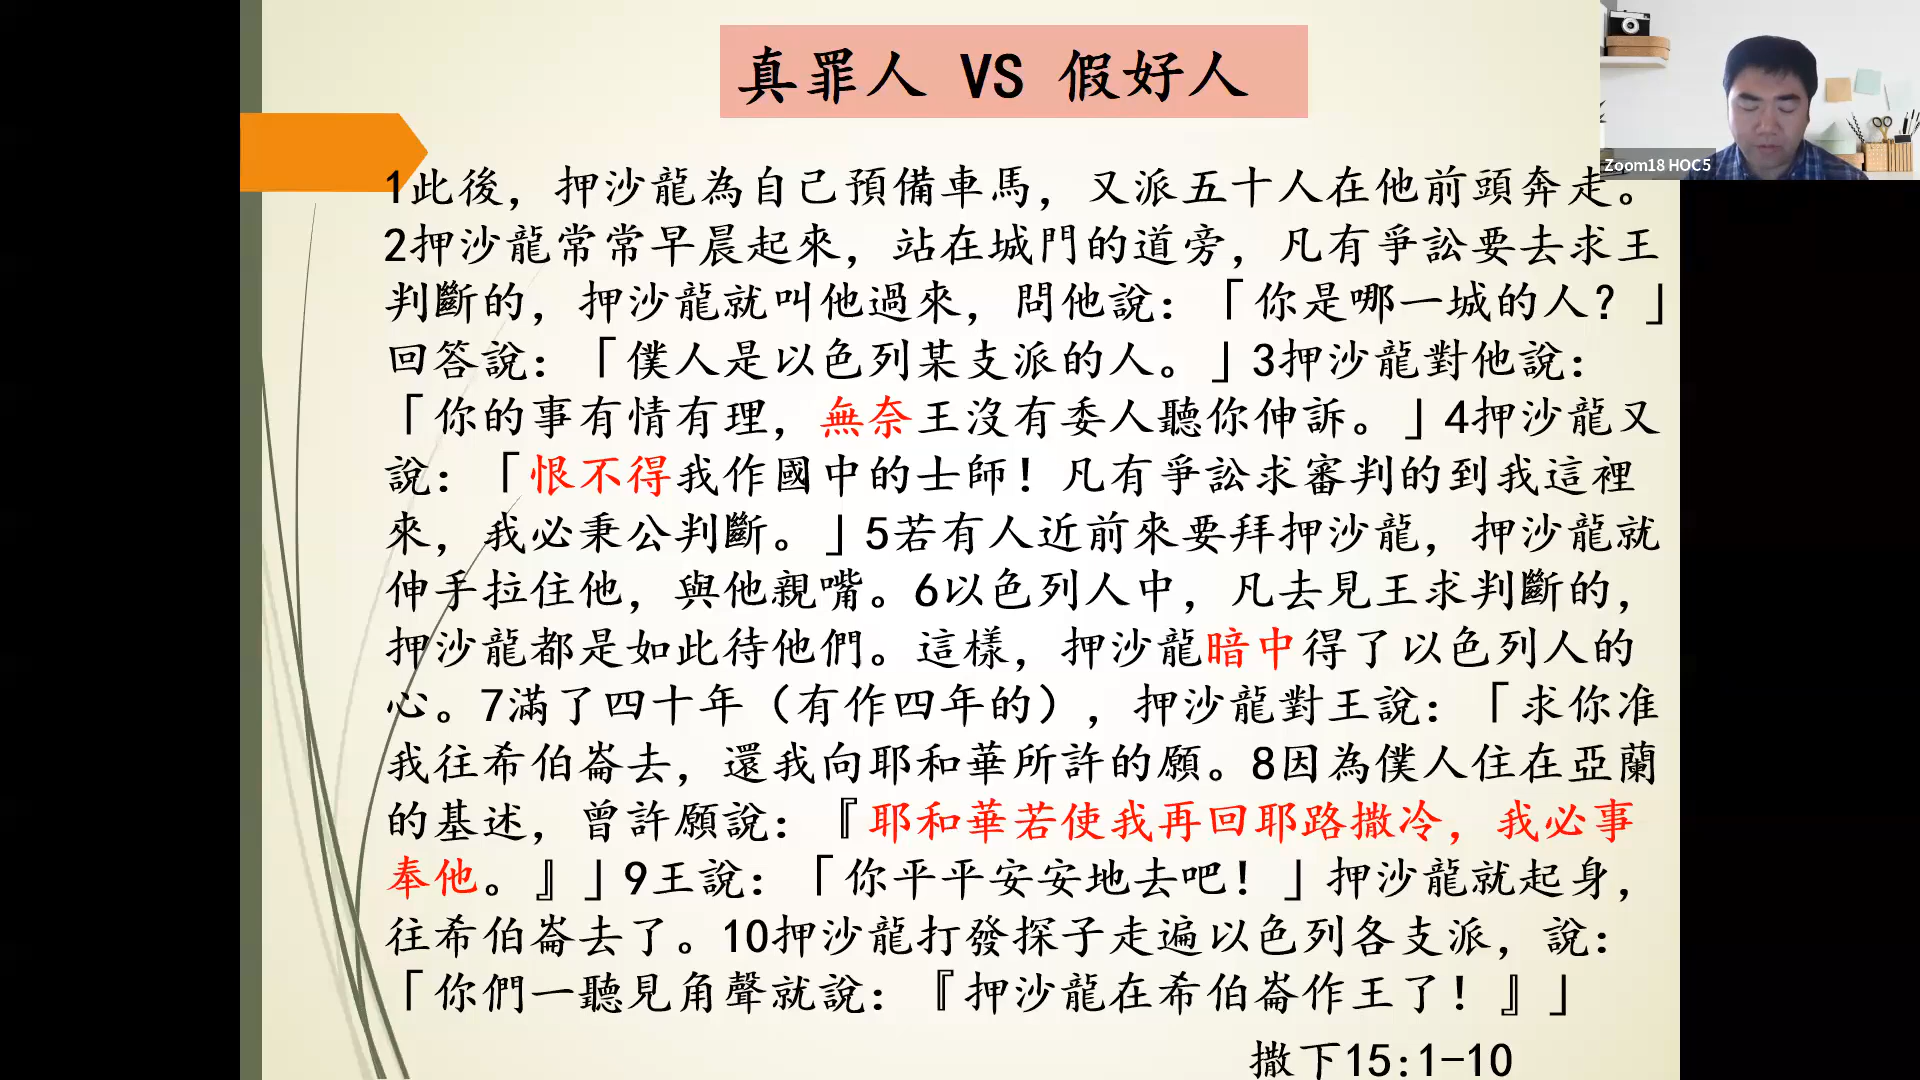 真罪人 VS 假好人
Zoom18 HOC5
1此後，押沙龍為自己預備車馬，又派五十人在他前頭奔走。
2押沙龍常常早晨起來，站在城門的道旁，凡有爭訟要去求王
判斷的，押沙龍就叫他過來，問他說：「你是哪一城的人？」
回答說：「僕人是以色列某支派的人。」3押沙龍對他說：
「你的事有情有理，無奈王沒有委人聽你伸訴。」4押沙龍又
說：「恨不得我作國中的士師！凡有爭訟求審判的到我這裡
來，我必秉公判斷。」5若有人近前來要拜押沙龍，押沙龍就
伸手拉住他，與他親嘴。6以色列人中，凡去見王求判斷的，
押沙龍都是如此待他們。這樣，押沙龍暗中得了以色列人的
心。7滿了四十年（有作四年的），押沙龍對王說：「求你准
我往希伯崙去，還我向耶和華所許的願。8因為僕人住在亞蘭
的基述，曾許願說：『耶和華若使我再回耶路撒冷，我必事
奉他。』」9王說：「你平平安安地去吧！」押沙龍就起身，
往希伯崙去了。10押沙龍打發探子走遍以色列各支派，說：
「你們一聽見角聲就說：『押沙龍在希伯崙作王了！』」
撒下15:1-10